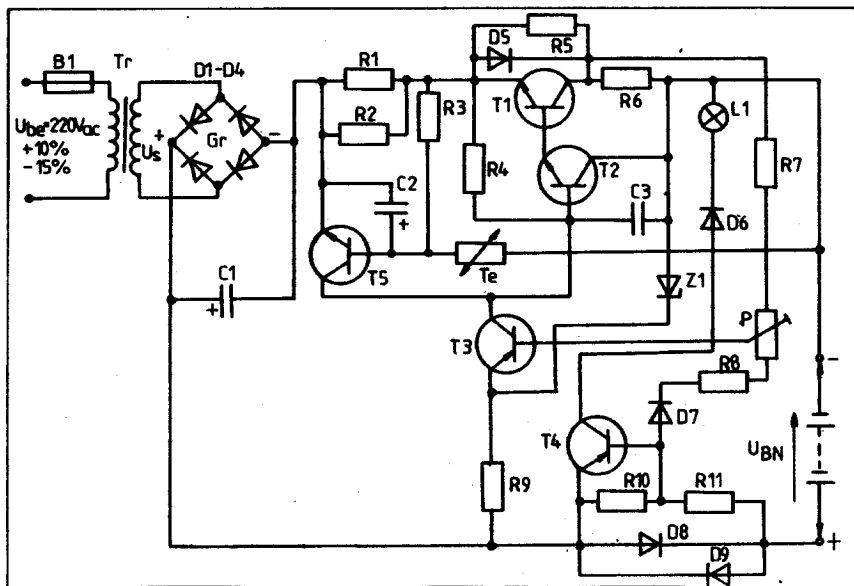 B1
Tr
D1-D4
Ube=220Vac
+10%
-15%
Us
+
Gr
-
R1
R2
R3
D5
R5
T1
R6
L1
R4
T2
R7
C2
+
C3
D6
T5
Te
Z1
C1
+
T3
P
R8
-
D7
T4
UBN
R9
R10
R11
D8
+
D9